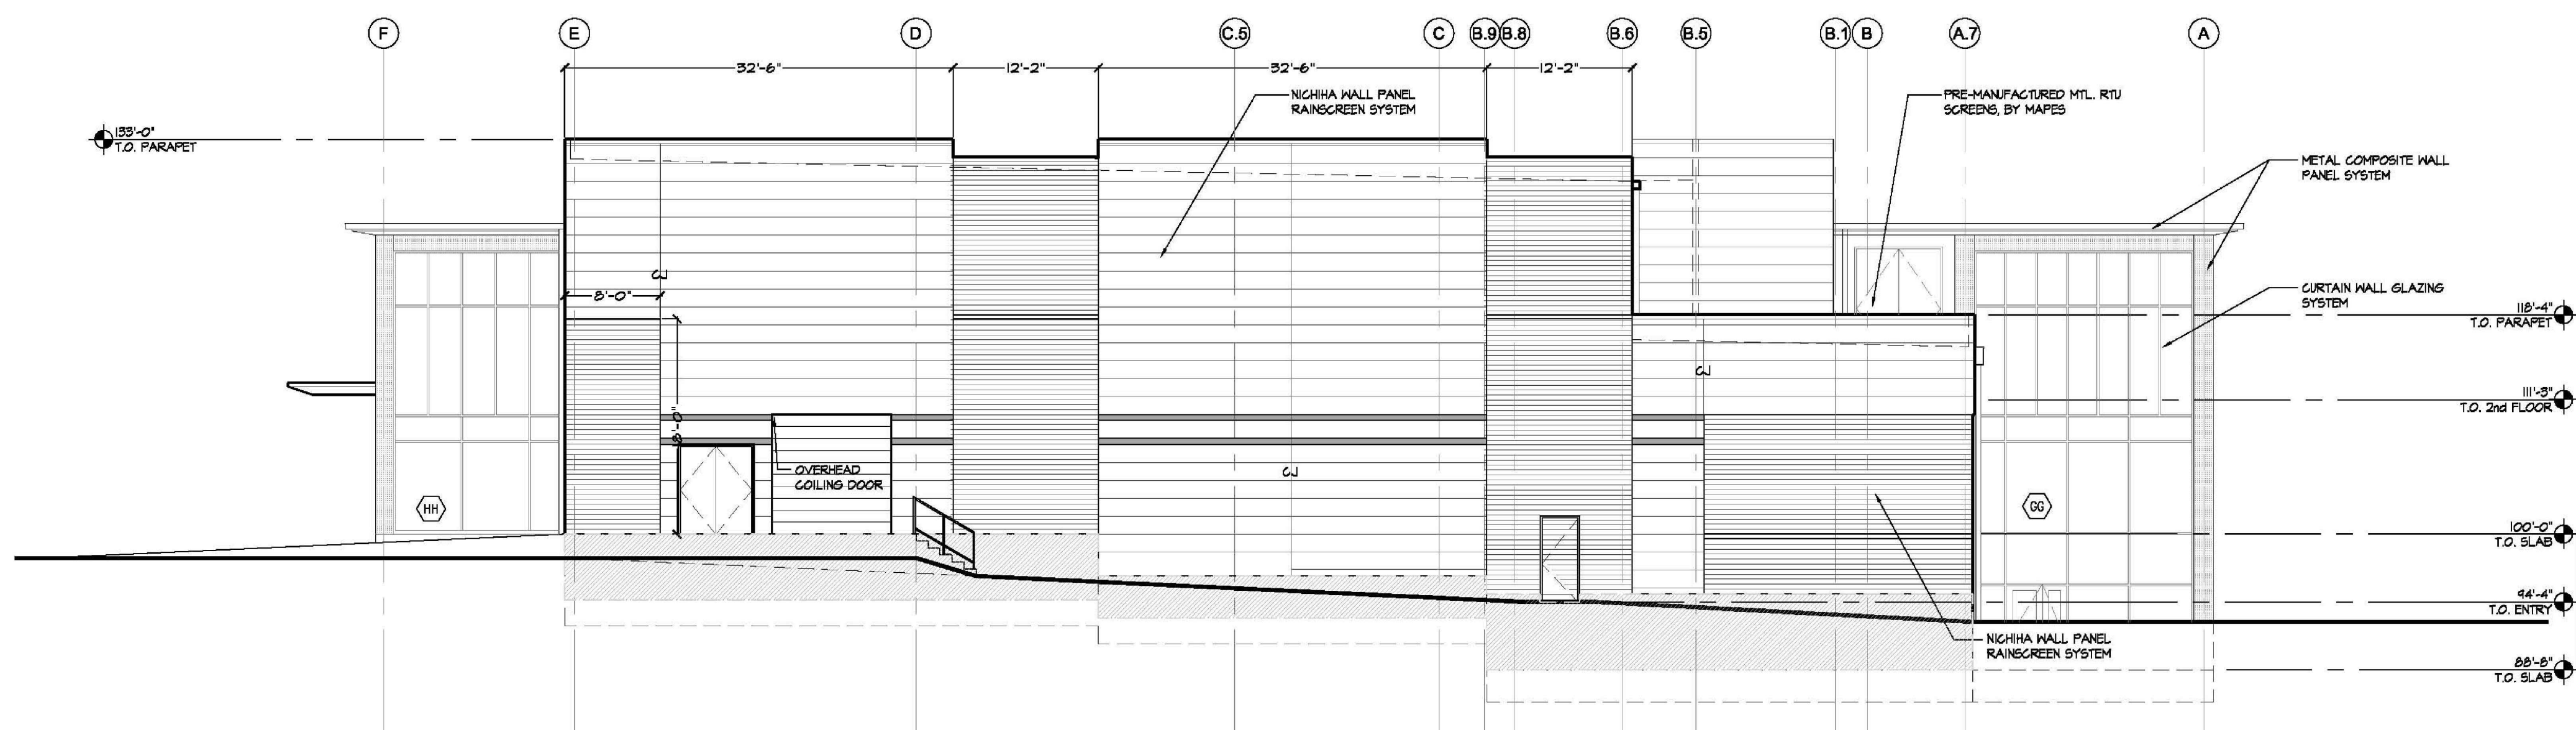 F E D C.5 C B.9 B.8 B.6 B.5 B.1 B A.7 A
32'-6" 12'-2" 32'-6" 12'-2"
NICHIHA WALL PANEL
RAINSCREEN SYSTEM
PRE-MANUFACTURED MTL. RTU
SCREENS, BY MAPES
133'-0"
T.O. PARAPET
METAL COMPOSITE WALL
PANEL SYSTEM
CJ
8'-0"
CURTAIN WALL GLAZING
SYSTEM
118'-4"
T.O. PARAPET
CJ
111'-3"
T.O. 2nd FLOOR
18'-0"
OVERHEAD
COILING DOOR
CJ
HH
GG
100'-0"
T.O. SLAB
94'-4"
T.O. ENTRY
NICHIHA WALL PANEL
RAINSCREEN SYSTEM
88'-8"
T.O. SLAB